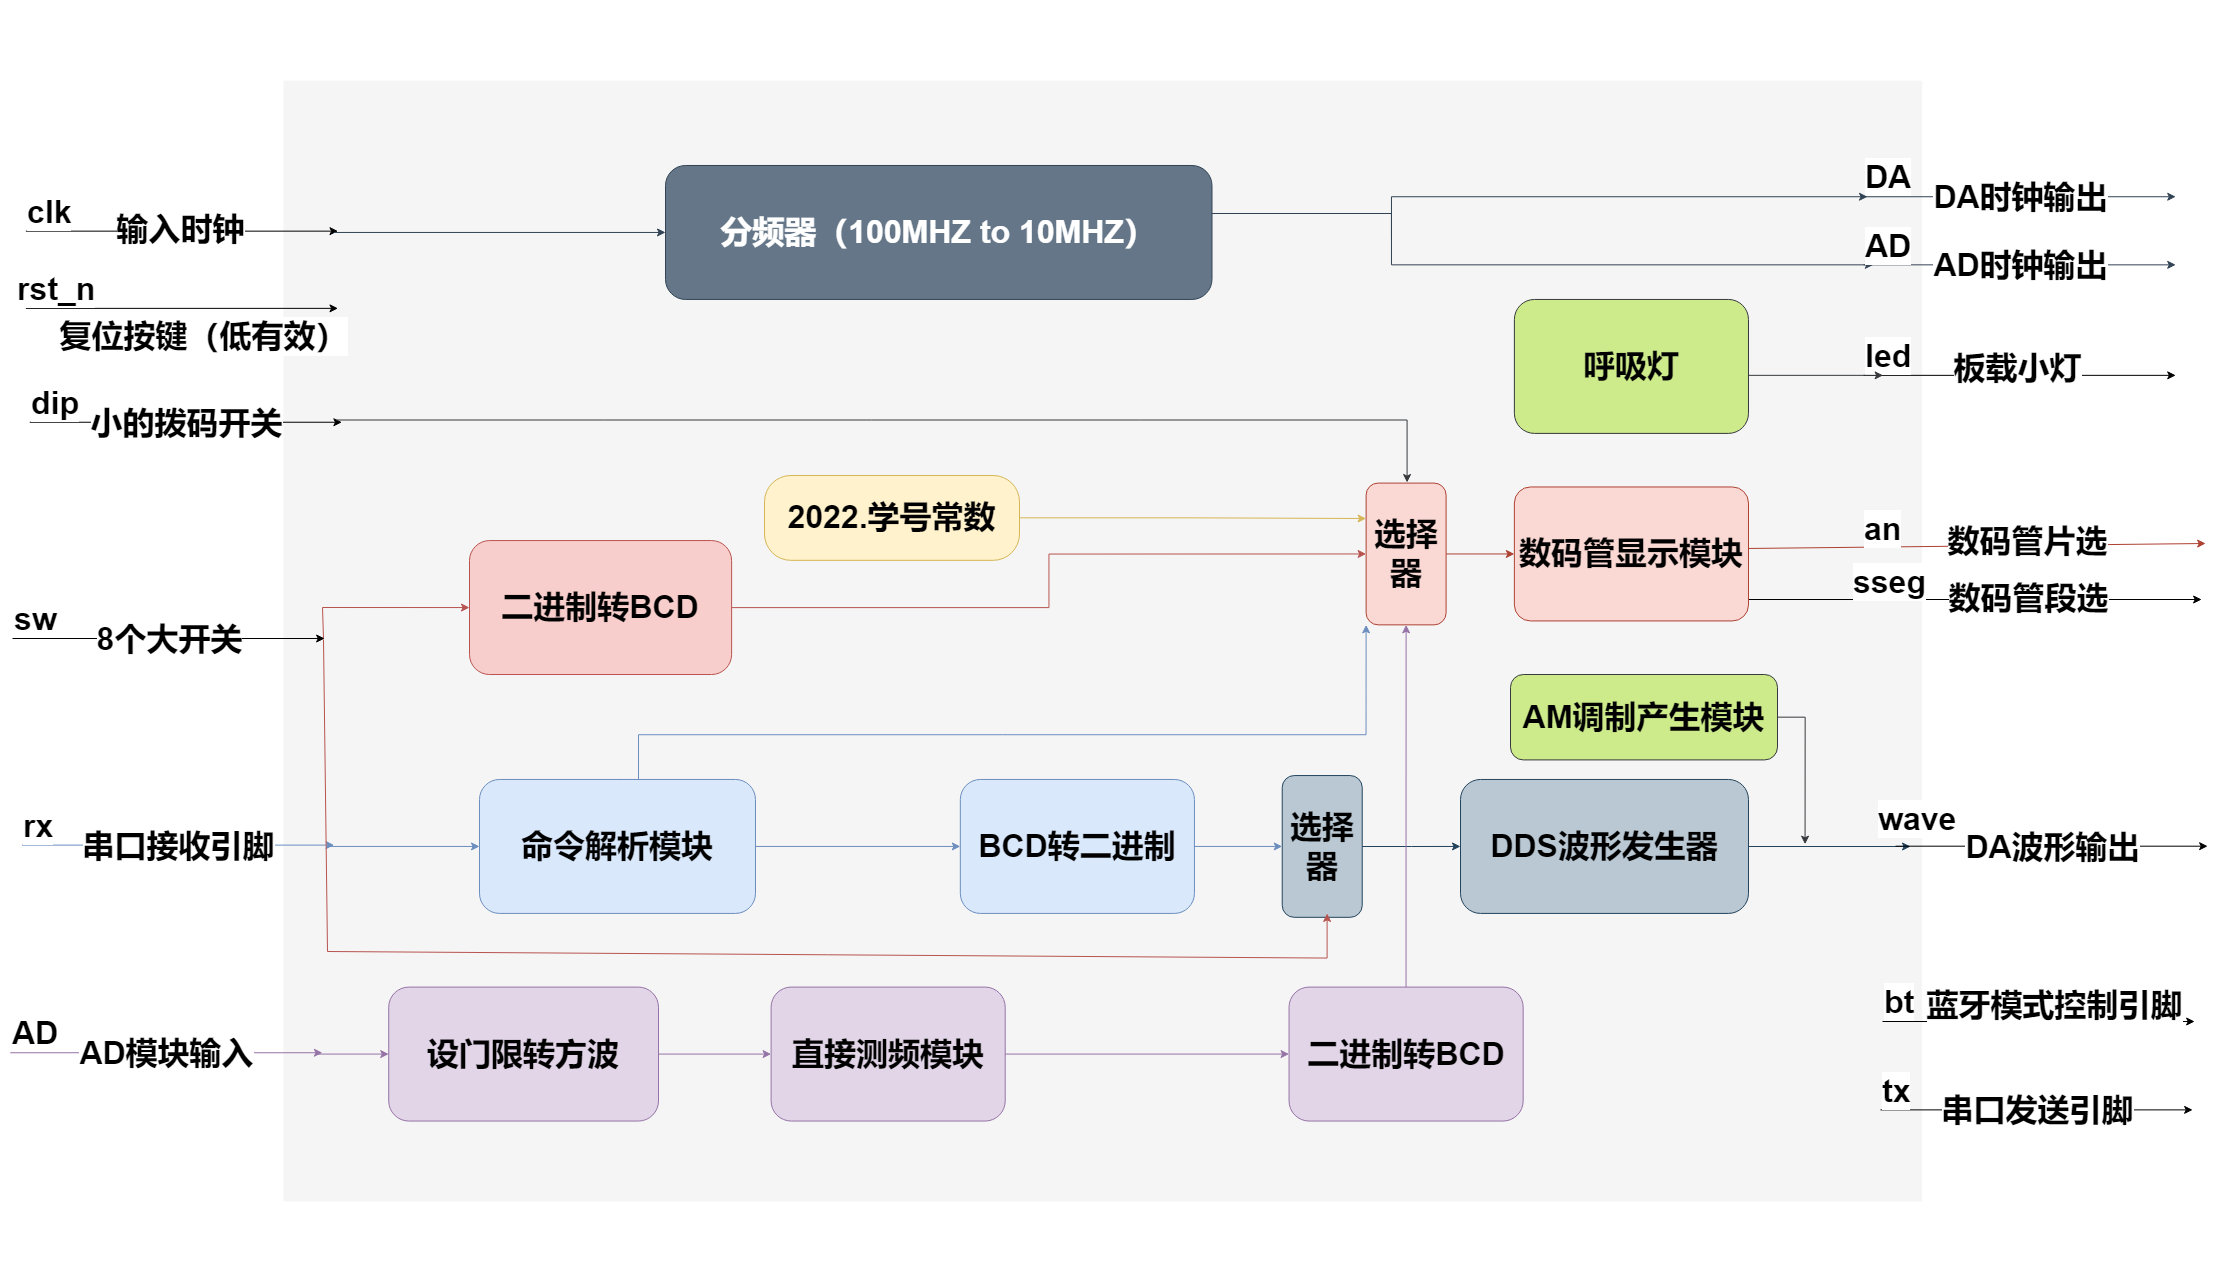 clk
输入时钟
分频器（100MHZ to 10MHZ）
DA
DA时钟输出
AD
AD时钟输出
rst_n
复位按键（低有效）
呼吸灯
led
板载小灯
dip
小的拨码开关
2022.学号常数
选择
器
数码管显示模块
an
数码管片选
sseg
数码管段选
二进制转BCD
sw
8个大开关
AM调制产生模块
rx
串口接收引脚
命令解析模块
BCD转二进制
选择
器
DDS波形发生器
wave
DA波形输出
AD
AD模块输入
设门限转方波
直接测频模块
二进制转BCD
bt
蓝牙模式控制引脚
tx
串口发送引脚